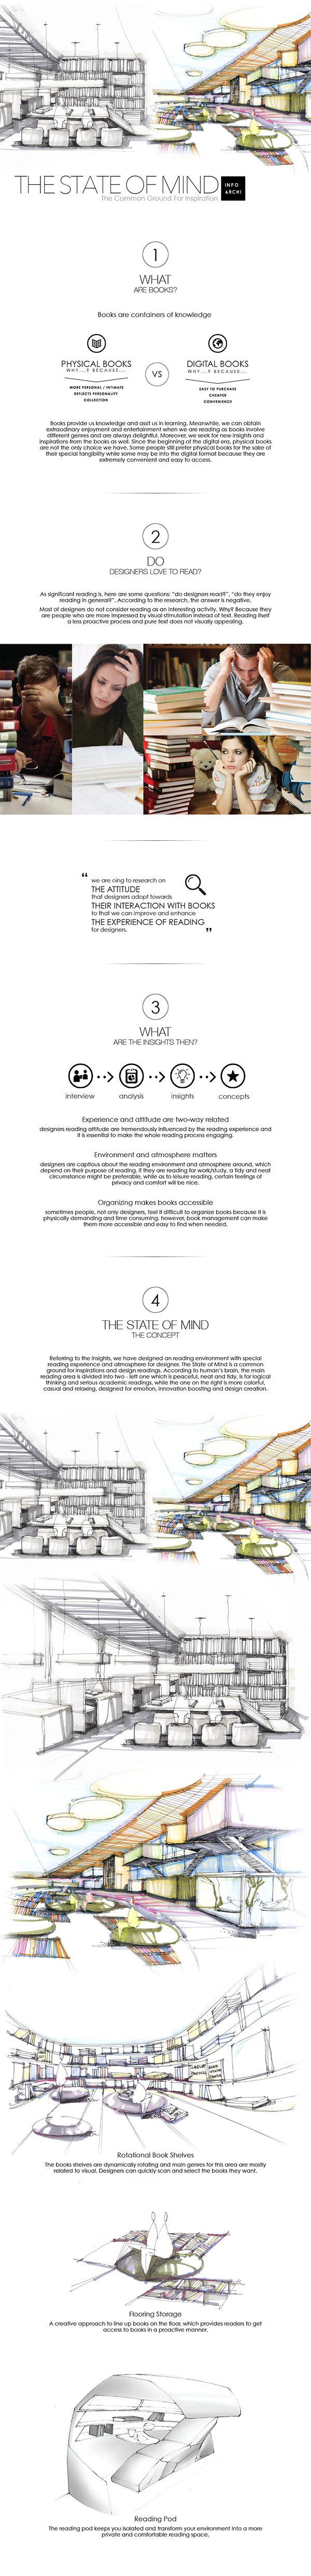 THE STATE OF MIND
INFO
ARCHI
The Common Ground For Inspiration
1
WHAT
ARE BOOKS?
Books are containers of knowledge
PHYSICAL BOOKS
WHY...? BECAUSE...
MORE PERSONAL / INTIMATE
REFLECTS PERSONALITY
COLLECTION
VS
DIGITAL BOOKS
WHY...? BECAUSE...
EASY TO PURCHASE
CHEAPER
CONVENIENCE
Books provide us knowledge and asist us in learning. Meanwhile, we can obtain
extraordinary enjoyment and entertainment when we are reading as books involve
different genres and are always delightful. Moreover, we seek for new insights and
inspirations from the books as well. Since the beginning of the digital era, physical books
are not the only choice we have. Some people still prefer physical books for the sake of
their special tangibility while some may be into the digital format because they are
extremely convenient and easy to access.
2
DO
DESIGNERS LOVE TO READ?
As significant reading is, here are some questions: "do designers read?", "do they enjoy
reading in general?". According to the research, the answer is negative.
Most of designers do not consider reading as an interesting activity. Why? Because they
are people who are more impressed by visual stimulation instead of text. Reading itself
a less proactive process and pure text does not visually appealing.
“
we are oing to research on
THE ATTITUDE
that designers adopt towards
THEIR INTERACTION WITH BOOKS
to that we can improve and enhance
THE EXPERIENCE OF READING
for designers.
”
3
WHAT
ARE THE INSIGHTS THEN?
interview
analysis
insights
concepts
Experience and attitude are two-way related
designers reading attitude are tremendously influenced by the reading experience and
it is essential to make the whole reading process engaging.
Environment and atmosphere matters
designers are captious about the reading environment and atmosphere around, which
depend on their purpose of reading. If they are reading for work/study, a tidy and neat
circumstance might be preferable, while as to leisure reading, certain feelings of
privacy and comfort will be nice.
Organizing makes books accessible
sometimes people, not only designers, feel it difficult to organize books because it is
physically demanding and time consuming. however, book management can make
them more accessible and easy to find when needed.
4
THE STATE OF MIND
THE CONCEPT
Referring to the insights, we have designed an reading environment with special
reading experience and atmosphere for designer. The State of Mind is a common
ground for inspirations and design readings. According to human's brain, the main
reading area is divided into two - left one which is peaceful, neat and tidy, is for logical
thinking and serious academic readings, while the one on the right is more colorful,
casual and relaxing, designed for emotion, innovation boosting and design creation.
Rotational Book Shelves
The books shelves are dynamically rotating and main genres for this area are mostly
related to visual. Designers can quickly scan and select the books they want.
Flooring Storage
A creative approach to line up books on the floor, which provides readers to get
access to books in a proactive manner.
Reading Pod
The reading pod keeps you isolated and transform your environment into a more
private and comfortable reading space.